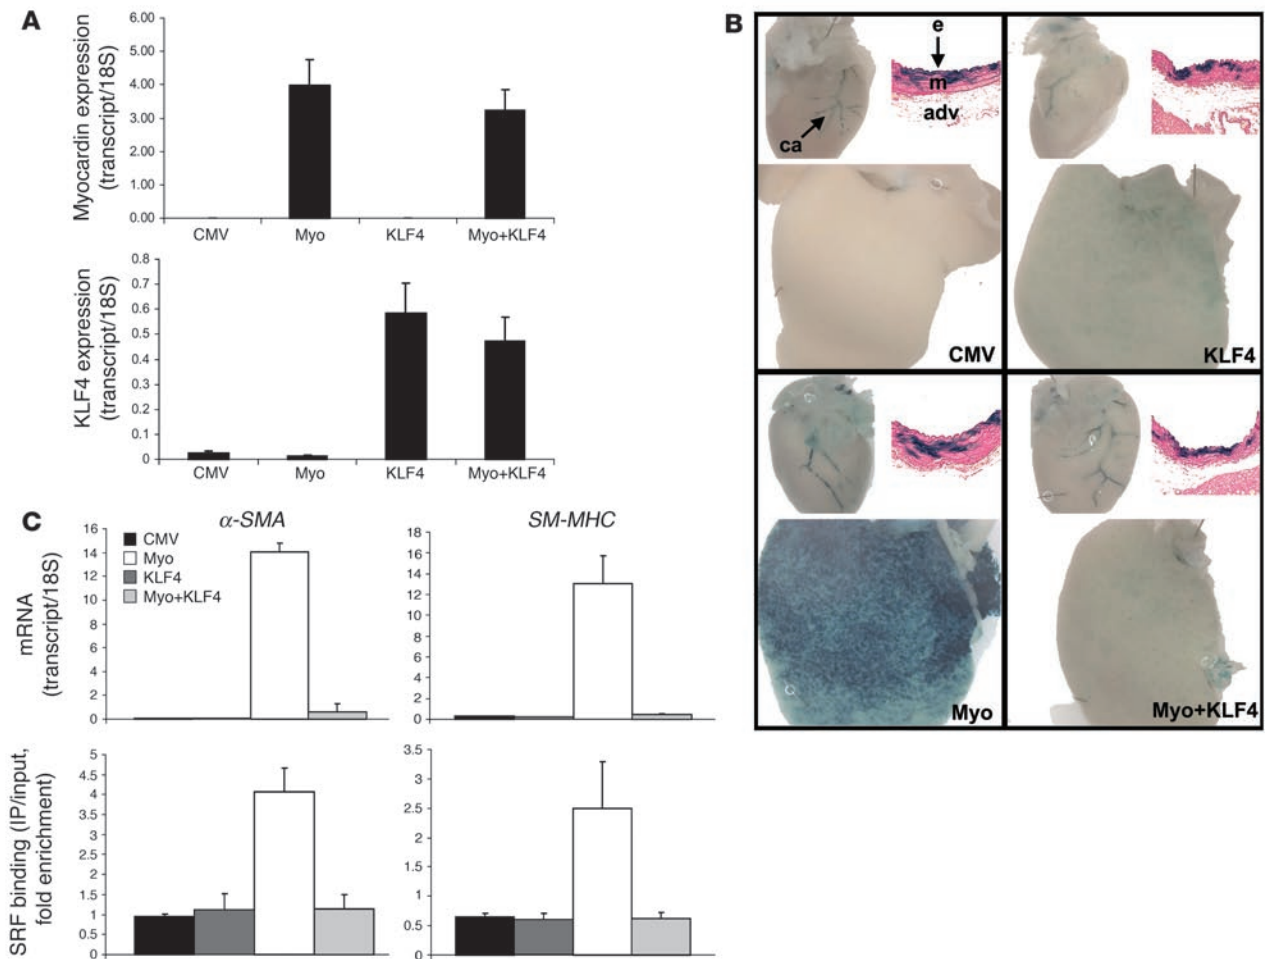 A
Myocardin expression
(transcript/18S)
6.00
5.00
4.00
3.00
2.00
1.00
0.00
CMV
Myo
KLF4
Myo+KLF4
KLF4 expression
(transcript/18S)
0.8
0.7
0.6
0.5
0.4
0.3
0.2
0.1
0
CMV
Myo
KLF4
Myo+KLF4
B
e
m
adv
ca
CMV
KLF4
Myo
Myo+KLF4
C
α-SMA
mRNA
(transcript/18S)
16
14
12
10
8
6
4
2
0
CMV
Myo
KLF4
Myo+KLF4
SM-MHC
18
16
14
12
10
8
6
4
2
0
SRF binding (IP/input,
fold enrichment)
5
4.5
4
3.5
3
2.5
2
1.5
1
0.5
0
3.5
3
2.5
2
1.5
1
0.5
0